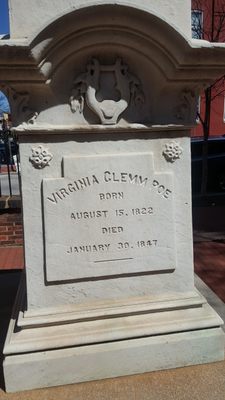 VIRGINIA CLEMM POE
BORN
AUGUST 15, 1822
DIED
JANUARY 30, 1847